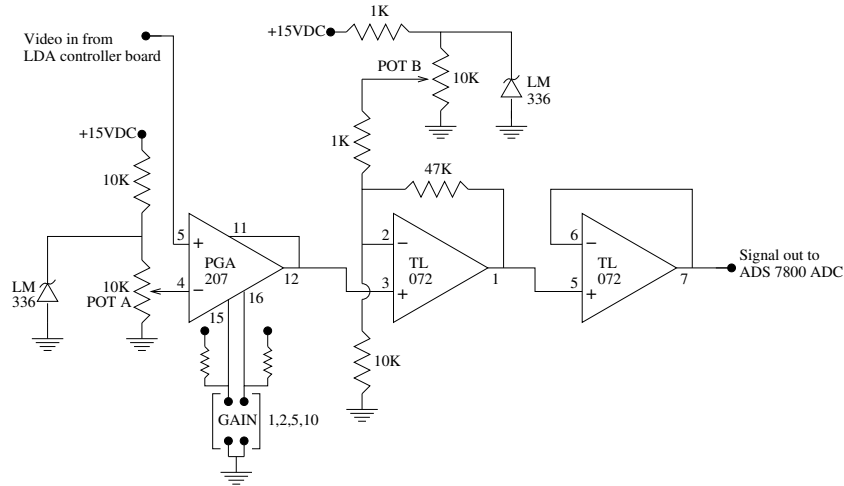 Video in from
LDA controller board
1K
+15VDC
POT B
10K
LM
336
+15VDC
10K
1K
47K
5
+
11
PGA
207
4
−
12
16
15
LM
336
10K
POT A
2
−
TL
072
3
+
1
6
−
TL
072
5
+
7
Signal out to
ADS 7800 ADC
10K
GAIN
1,2,5,10